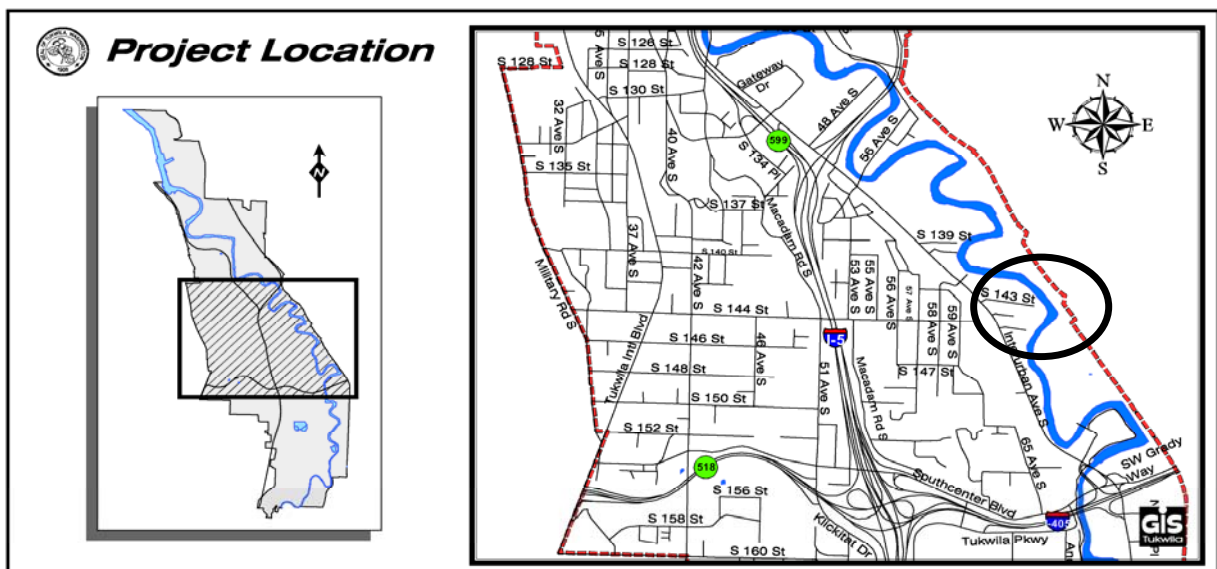 Project Location
N
S 126 St
S 128 St
S 128 St
S 130 St
Gateway
Dr
32 Ave S
40 Ave S
48 Ave S
56 Ave S
N
W
E
S
599
S 134 Pl
S 135 St
S 137 St
Macadam Rd S
37 Ave S
42 Ave S
S 140 St
S 139 St
Military Rd S
53 Ave S
55 Ave S
56 Ave S
57 Ave S
58 Ave S
59 Ave S
S 143 St
S 144 St
Tukwila Intl Blvd
46 Ave S
S 146 St
I-5
Interurban Ave S
S 147 St
S 148 St
51 Ave S
Macadam Rd S
S 150 St
S 152 St
65 Ave S
SW Grady
Way
518
S 156 St
Southcenter Blvd
Klickitat Dr
S 158 St
405
Tukwila Pkwy
S 160 St
GIS
Tukwila